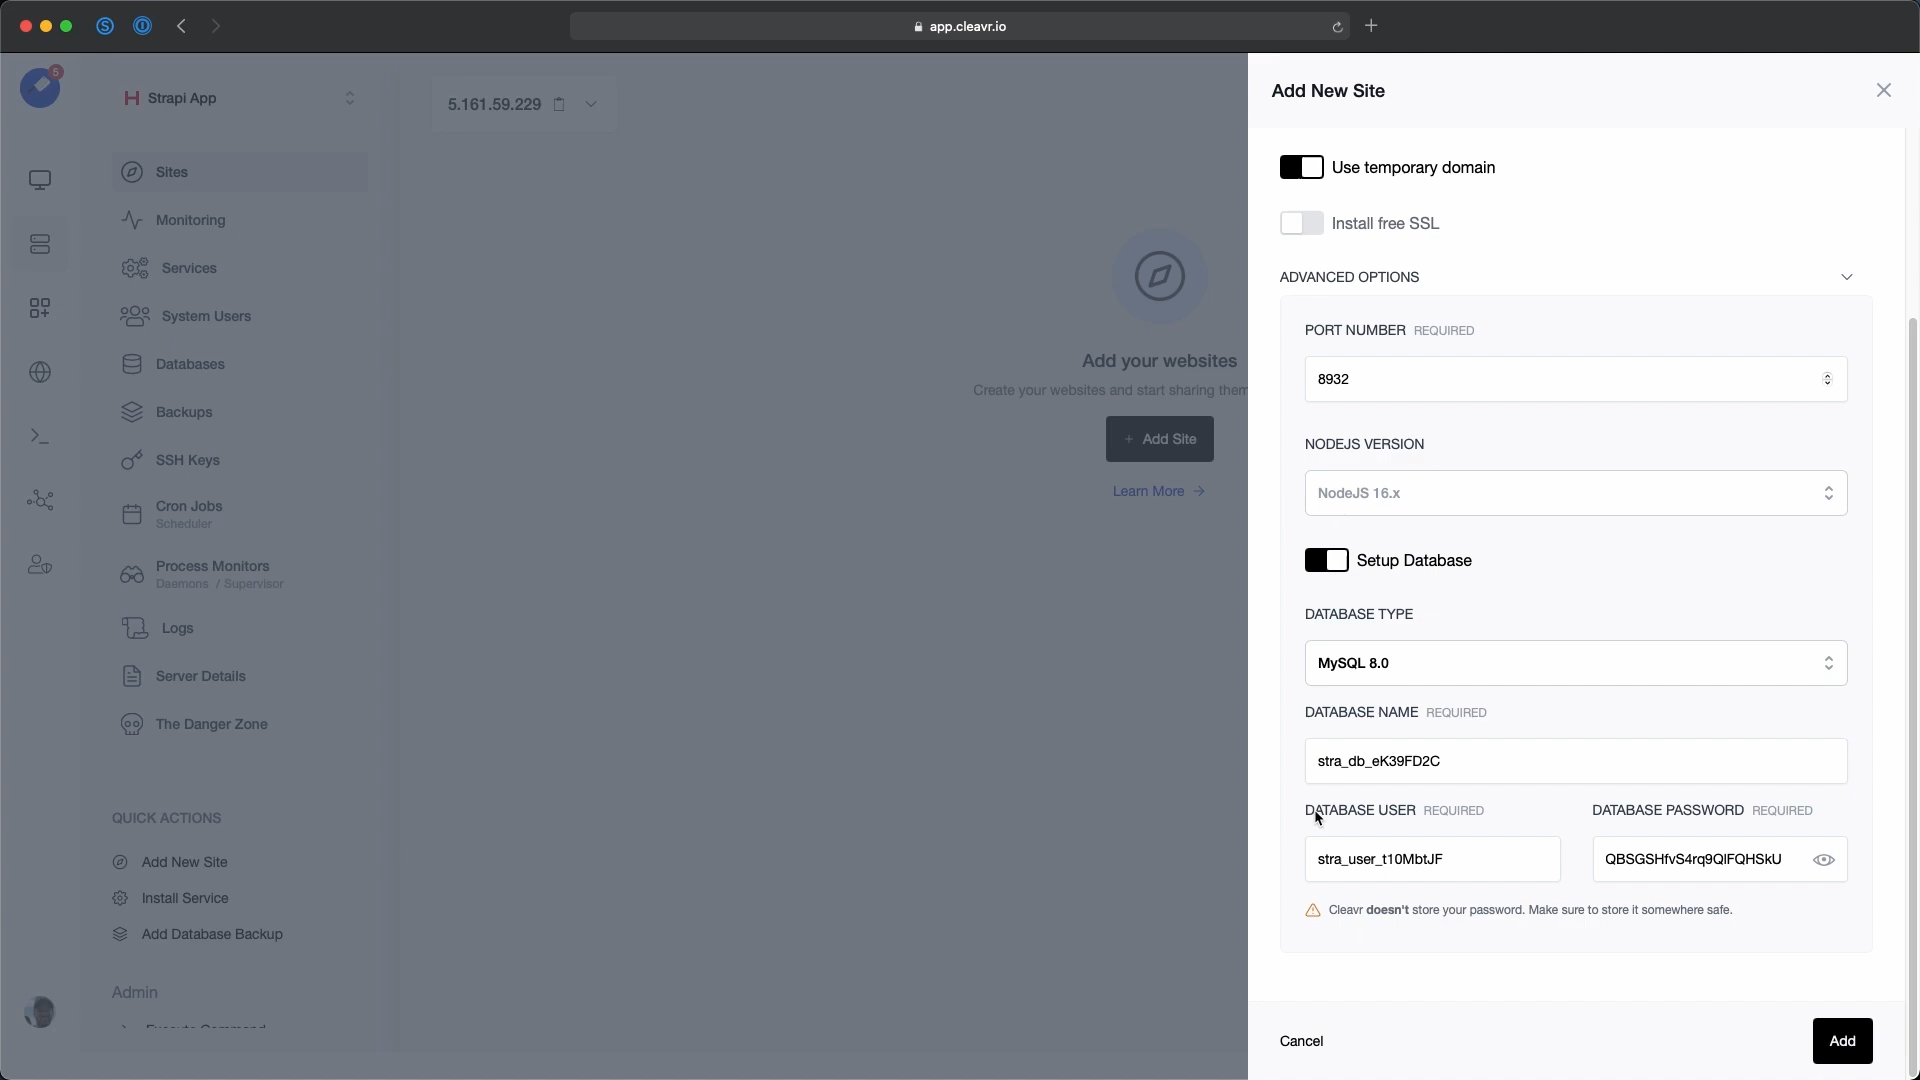 app.cleavr.io
5
Strapi App
5.161.59.229
Sites
Monitoring
Services
System Users
Databases
Backups
SSH Keys
Cron Jobs
Scheduler
Process Monitors
Daemons / Supervisor
Logs
Server Details
The Danger Zone
QUICK ACTIONS
Add New Site
Install Service
Add Database Backup
Admin
Execute Command
Add your websites
Create your websites and start sharing them
+ Add Site
Learn More →
Add New Site
Use temporary domain
Install free SSL
ADVANCED OPTIONS
PORT NUMBER REQUIRED
8932
NODEJS VERSION
NodeJS 16.x
Setup Database
DATABASE TYPE
MySQL 8.0
DATABASE NAME REQUIRED
stra_db_eK39FD2C
DATABASE USER REQUIRED
stra_user_t10MbtJF
DATABASE PASSWORD REQUIRED
QBSGSHfvS4rq9QIFQHSkU
Cleavr doesn't store your password. Make sure to store it somewhere safe.
Cancel
Add